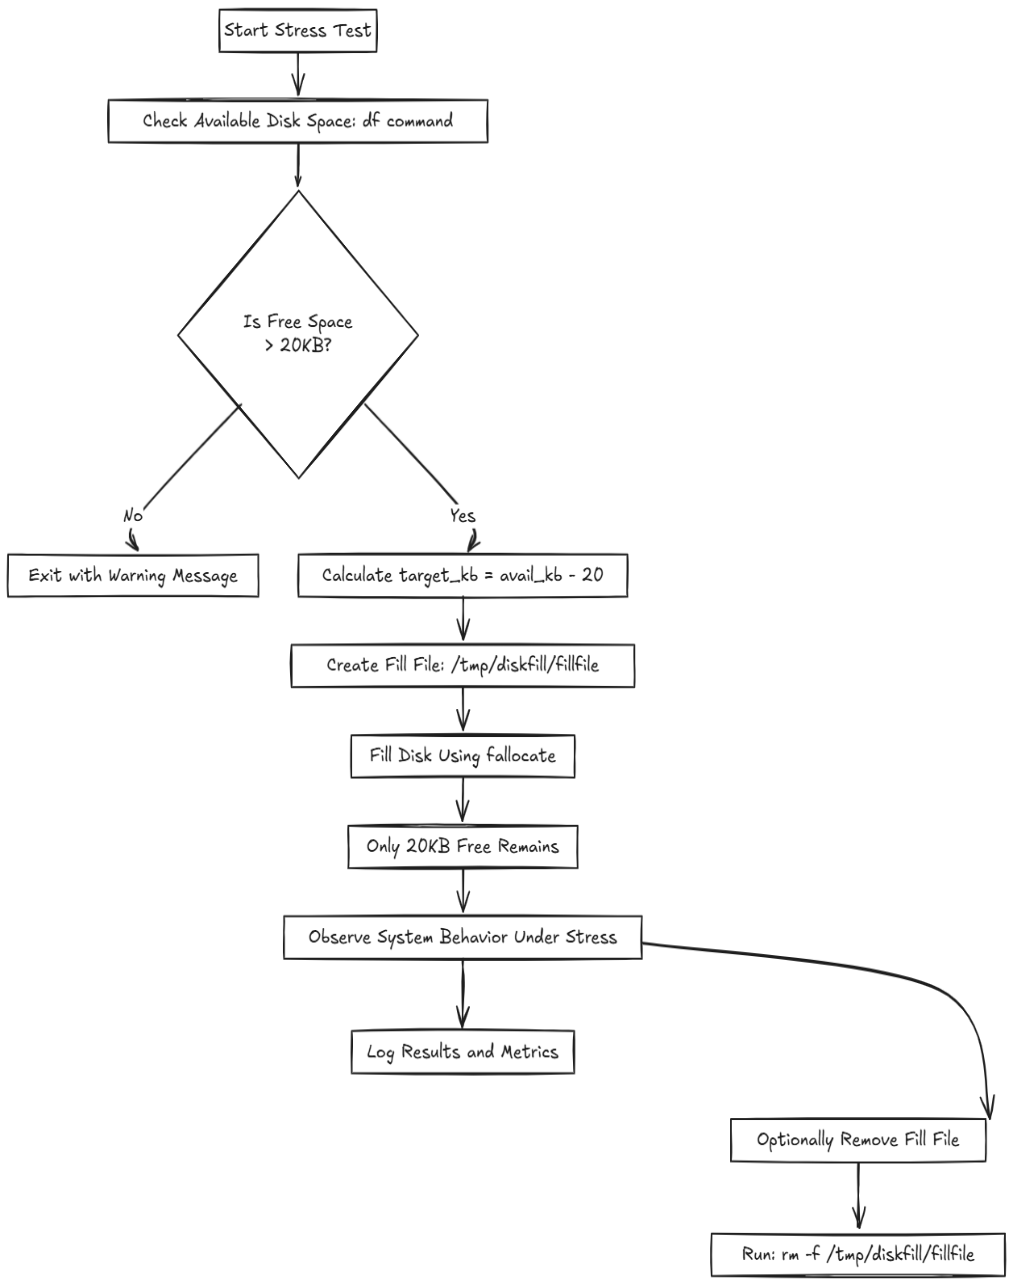 Start Stress Test
Check Available Disk Space: df command
Is Free Space
> 20KB?
No
Yes
Exit with Warning Message
Calculate target_kb = avail_kb - 20
Create Fill File: /tmp/diskfill/fillfile
Fill Disk Using fallocate
Only 20KB Free Remains
Observe System Behavior Under Stress
Log Results and Metrics
Optionally Remove Fill File
Run: rm -f /tmp/diskfill/fillfile